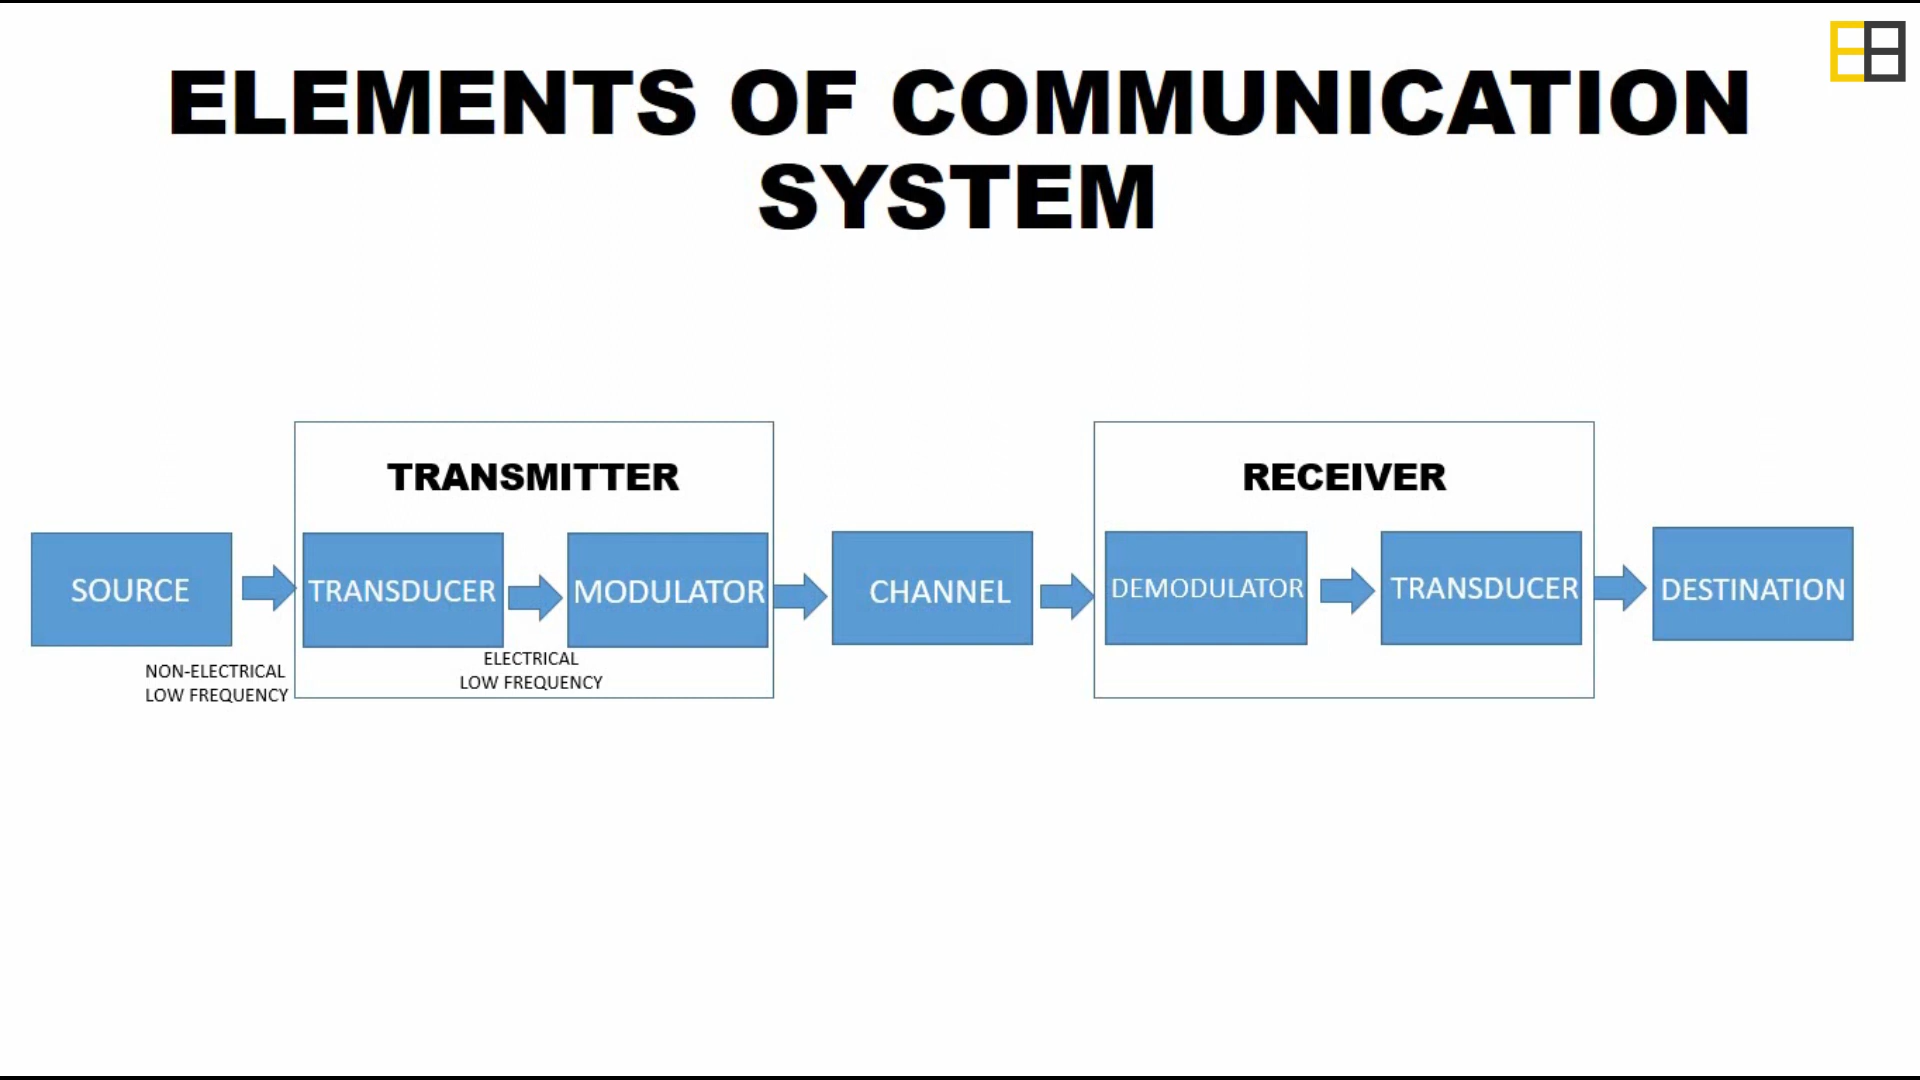 ELEMENTS OF COMMUNICATION
SYSTEM
TRANSMITTER
RECEIVER
SOURCE
TRANSDUCER
MODULATOR
CHANNEL
DEMODULATOR
TRANSDUCER
DESTINATION
NON-ELECTRICAL
LOW FREQUENCY
ELECTRICAL
LOW FREQUENCY